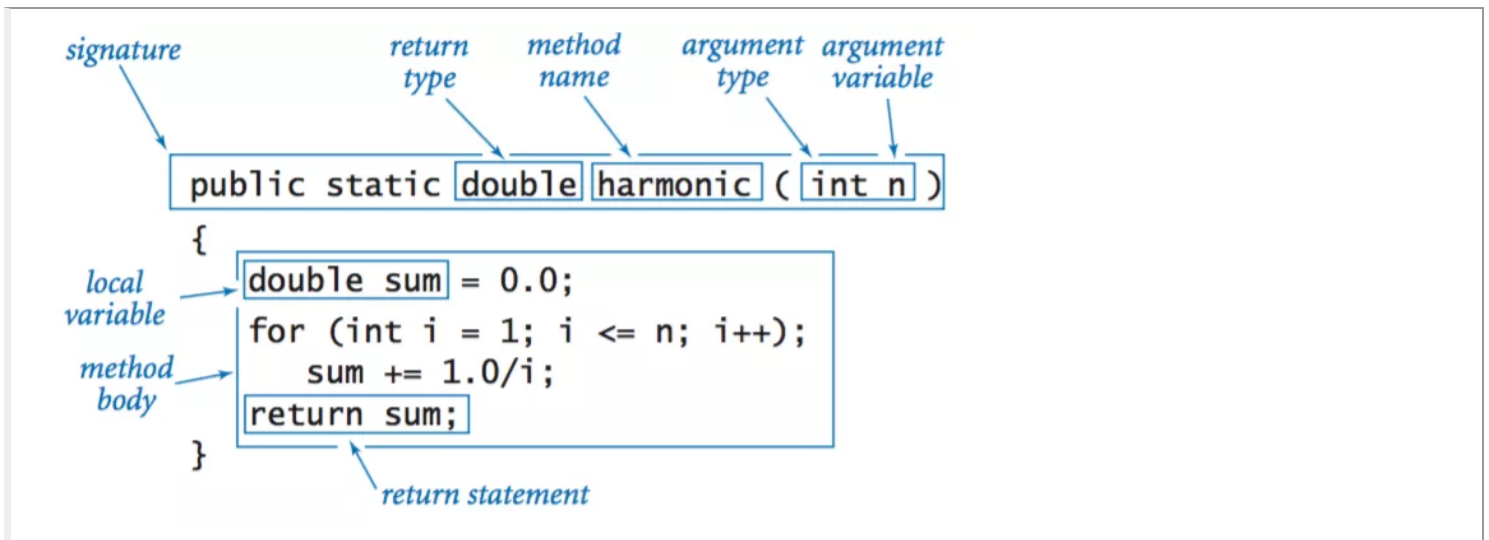 signature
return type
method name
argument type
argument variable
public static double harmonic ( int n )
{
local variable
double sum = 0.0;
for (int i = 1; i <= n; i++);
method body
sum += 1.0/i;
return sum;
}
return statement